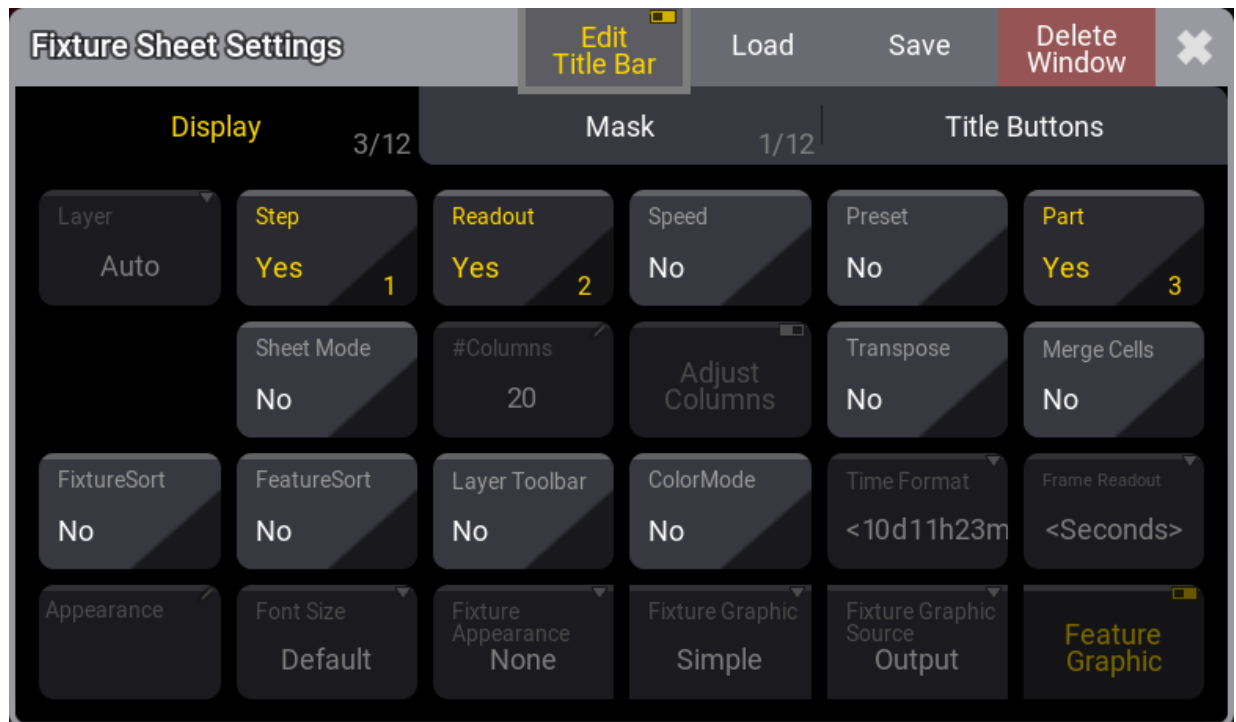 Fixture Sheet Settings
Edit
Title Bar
Load
Save
Delete
Window
Display
3/12
Mask
1/12
Title Buttons
Layer
Auto
Step
Yes
1
Readout
Yes
2
Speed
No
Preset
No
Part
Yes
3
Sheet Mode
No
#Columns
20
Adjust
Columns
Transpose
No
Merge Cells
No
FixtureSort
No
FeatureSort
No
Layer Toolbar
No
ColorMode
No
Time Format
<10d11h23m
Frame Readout
<Seconds>
Appearance
Font Size
Default
Fixture
Appearance
None
Fixture Graphic
Simple
Fixture Graphic
Source
Output
Feature
Graphic